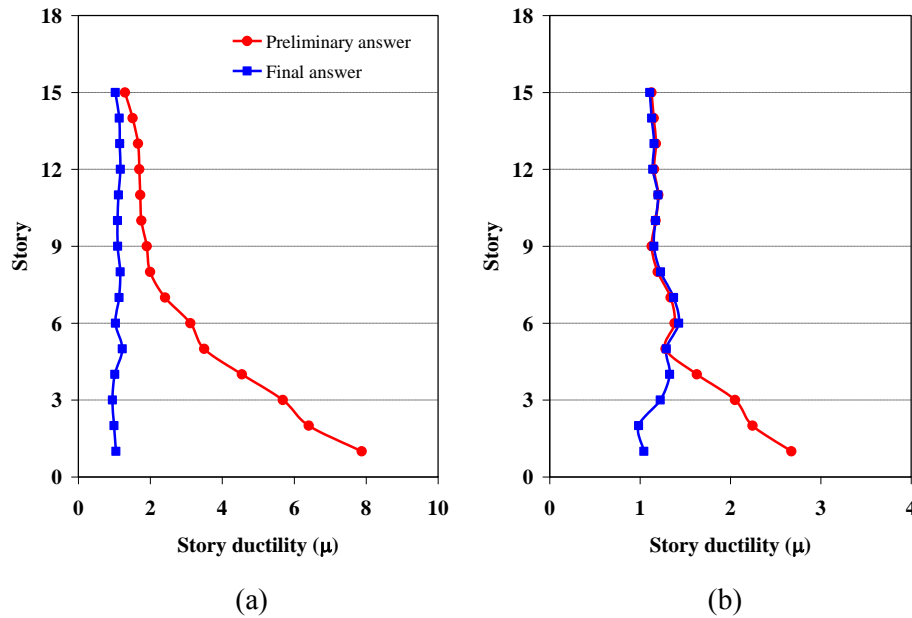 18
15
12
9
6
3
0
Story
Preliminary answer
Final answer
0 2 4 6 8 10
Story ductility (μ)
(a)
18
15
12
9
6
3
0
Story
0 1 2 3 4
Story ductility (μ)
(b)